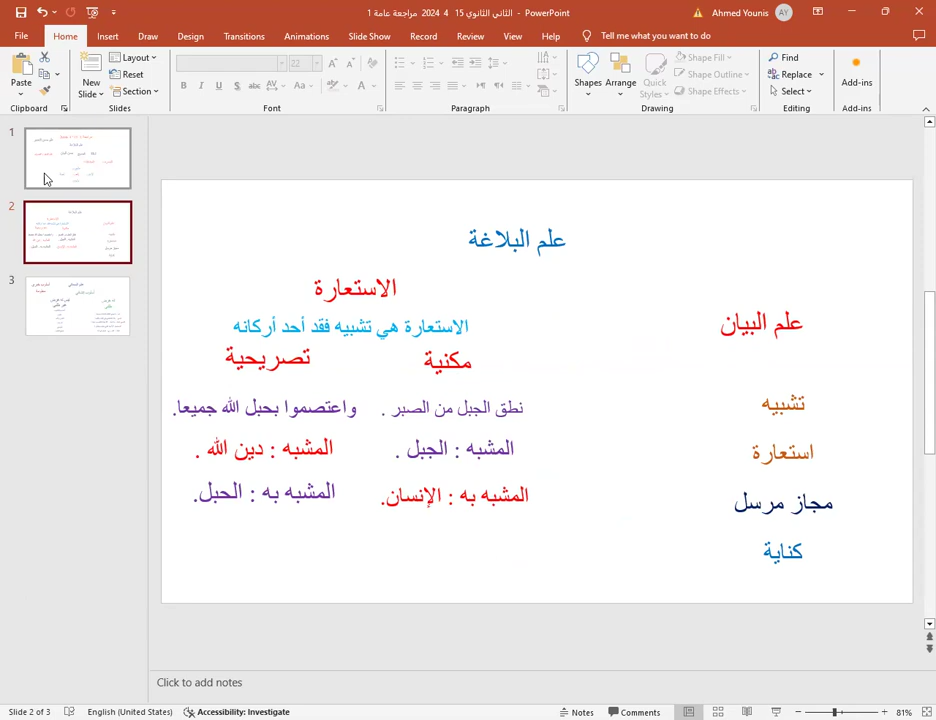 الثاني الثانوي 15 4 2024 مراجعة عامة 1 - PowerPoint
Ahmed Younis AY
File Home Insert Draw Design Transitions Animations Slide Show Record Review View Help Tell me what you want to do
Paste
New Slide
Layout
Reset
Section
22
Shapes Arrange Quick Styles
Shape Fill
Shape Outline
Shape Effects
Find
Replace
Select
Add-ins
Clipboard Slides Font Paragraph Drawing Editing Add-ins
1
2
3
علم البلاغة
علم البيان
تشبيه
استعارة
مجاز مرسل
كناية
الاستعارة
الاستعارة هي تشبيه فقد أحد أركانه
مكنية
نطق الجبل من الصبر .
المشبه : الجبل .
المشبه به : الإنسان.
تصريحية
واعتصموا بحبل الله جميعا.
المشبه : دين الله .
المشبه به : الحبل.
Click to add notes
Slide 2 of 3 English (United States) Accessibility: Investigate Notes Comments 81%